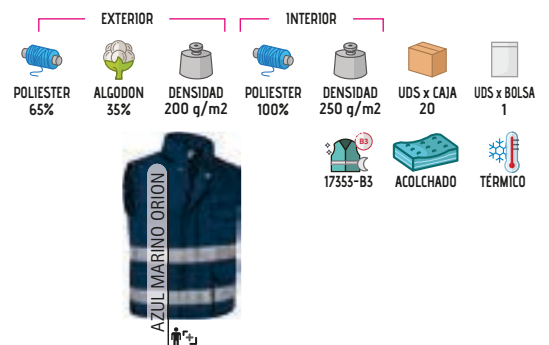 EXTERIOR
INTERIOR
POLIESTER
65%
ALGODON
35%
DENSIDAD
200 g/m2
POLIESTER
100%
DENSIDAD
250 g/m2
UDS x CAJA
20
UDS x BOLSA
1
B3
17353-B3
ACOLCHADO
TÉRMICO
AZUL MARINO ORION